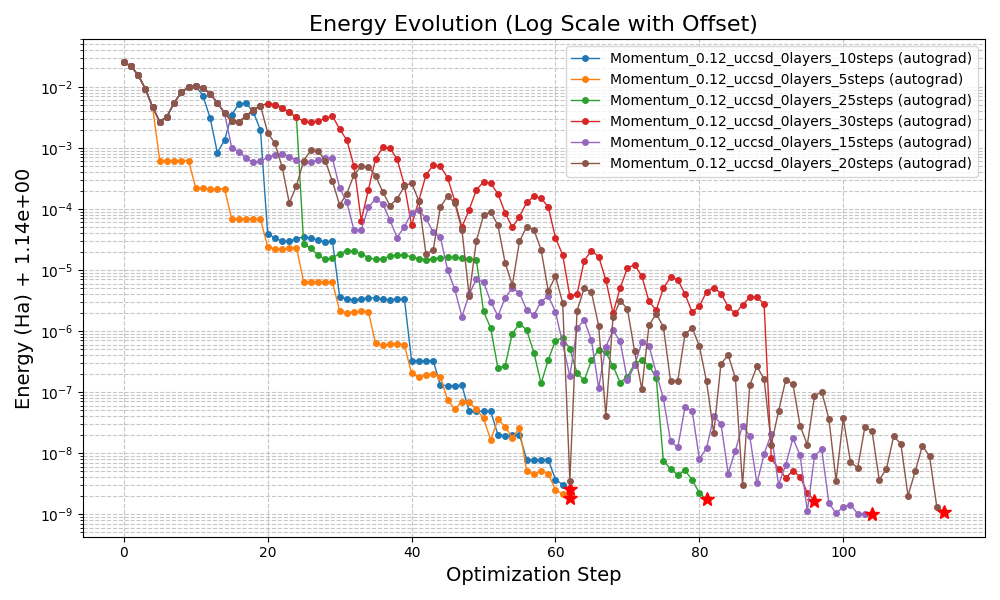 Energy Evolution (Log Scale with Offset)
Energy (Ha) + 1.14e+00
10⁻²
10⁻³
10⁻⁴
10⁻⁵
10⁻⁶
10⁻⁷
10⁻⁸
10⁻⁹
Momentum_0.12_uccsd_0layers_10steps (autograd)
Momentum_0.12_uccsd_0layers_5steps (autograd)
Momentum_0.12_uccsd_0layers_25steps (autograd)
Momentum_0.12_uccsd_0layers_30steps (autograd)
Momentum_0.12_uccsd_0layers_15steps (autograd)
Momentum_0.12_uccsd_0layers_20steps (autograd)
0 20 40 60 80 100
Optimization Step